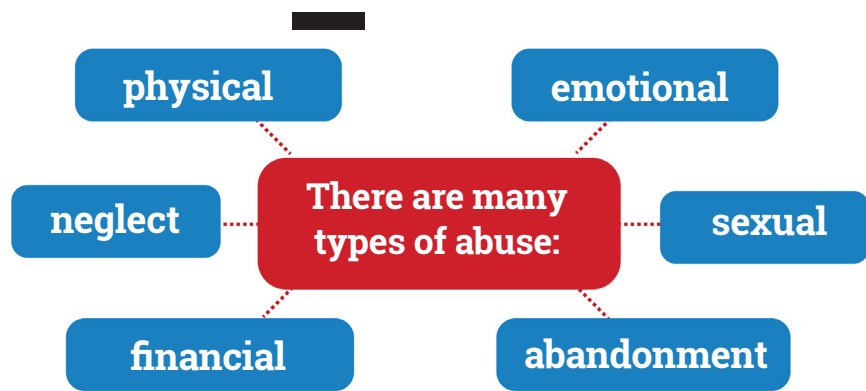 physical
emotional
There are many
types of abuse:
neglect
sexual
financial
abandonment